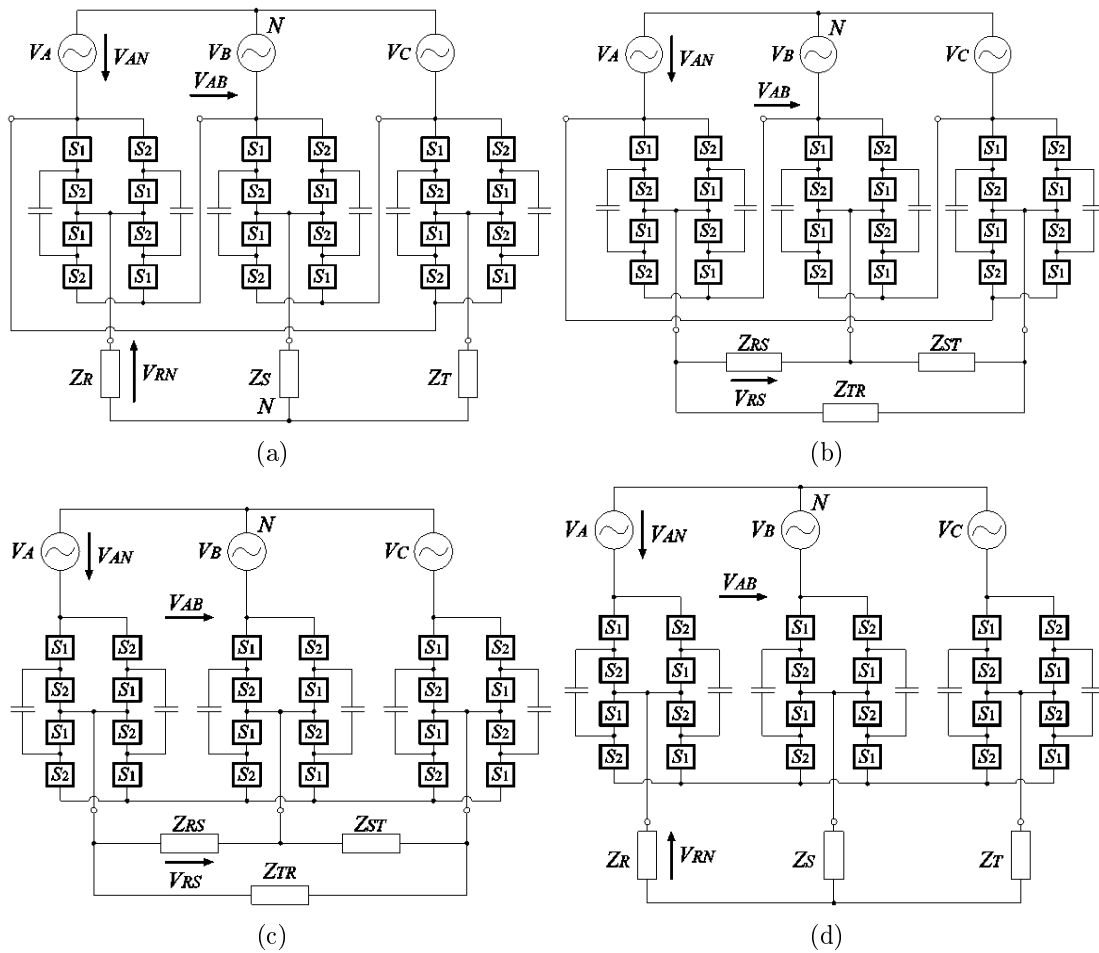 N
VA VAN VB VC
VAB
S1 S2 S1 S2 S1 S2
S2 S1 S2 S1 S2 S1
S1 S2 S1 S2 S1 S2
S2 S1 S2 S1 S2 S1
ZR VRN ZS ZT
N
(a)
N
VA VAN VB VC
VAB
S1 S2 S1 S2 S1 S2
S2 S1 S2 S1 S2 S1
S1 S2 S1 S2 S1 S2
S2 S1 S2 S1 S2 S1
ZRS ZST
VRS ZTR
(b)
N
VA VAN VB VC
VAB
S1 S2 S1 S2 S1 S2
S2 S1 S2 S1 S2 S1
S1 S2 S1 S2 S1 S2
S2 S1 S2 S1 S2 S1
ZRS ZST
VRS ZTR
(c)
N
VA VAN VB VC
VAB
S1 S2 S1 S2 S1 S2
S2 S1 S2 S1 S2 S1
S1 S2 S1 S2 S1 S2
S2 S1 S2 S1 S2 S1
ZR VRN ZS ZT
(d)